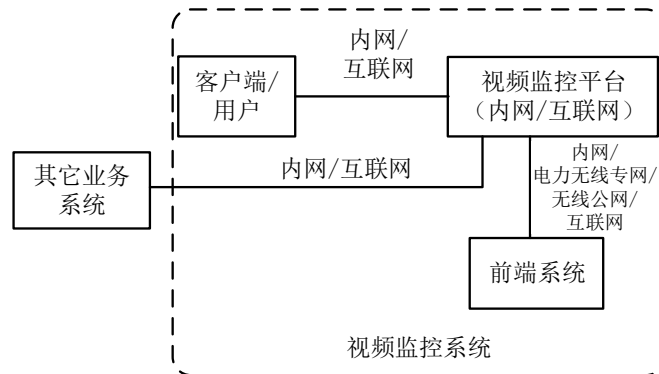 内网/
互联网
客户端/
用户
视频监控平台
（内网/互联网）
内网/互联网
其它业务
系统
内网/
电力无线专网/
无线公网/
互联网
前端系统
视频监控系统